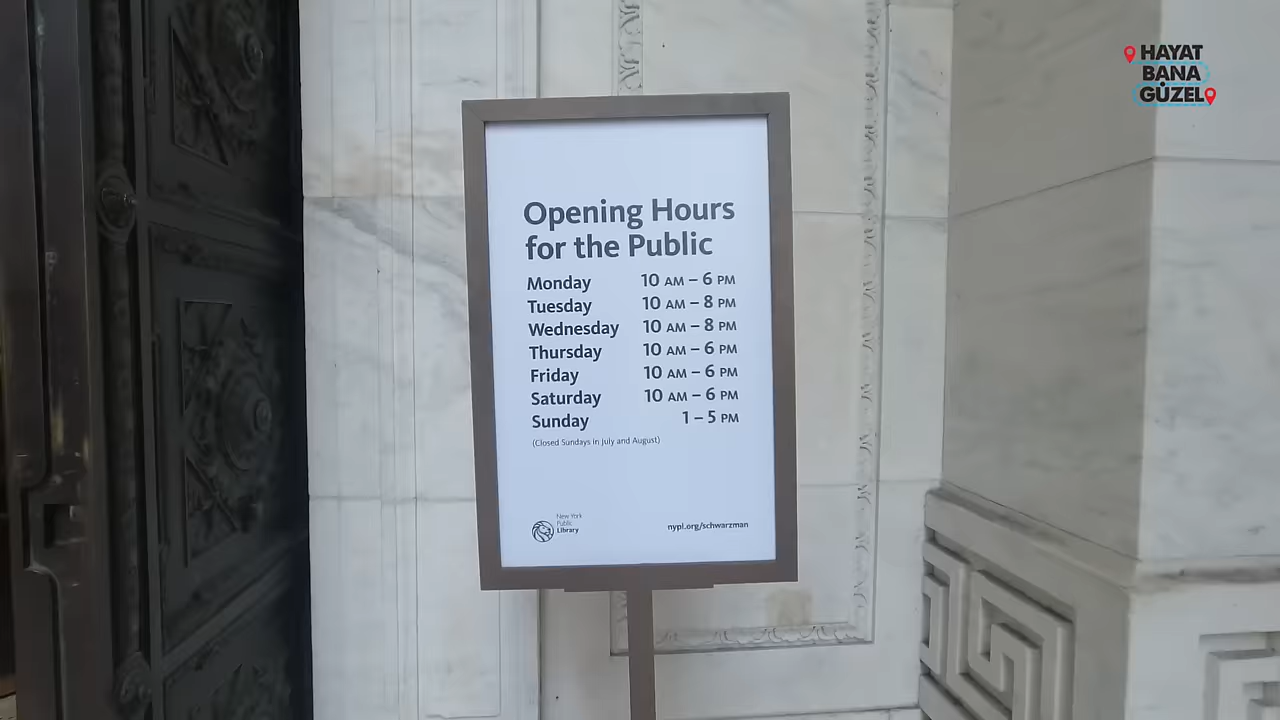 HAYAT
BANA
GÜZEL
Opening Hours
for the Public
Monday 10 AM – 6 PM
Tuesday 10 AM – 8 PM
Wednesday 10 AM – 8 PM
Thursday 10 AM – 6 PM
Friday 10 AM – 6 PM
Saturday 10 AM – 6 PM
Sunday 1 – 5 PM
(Closed Sundays in July and August)
New York
Public
Library
nypl.org/schwarzman